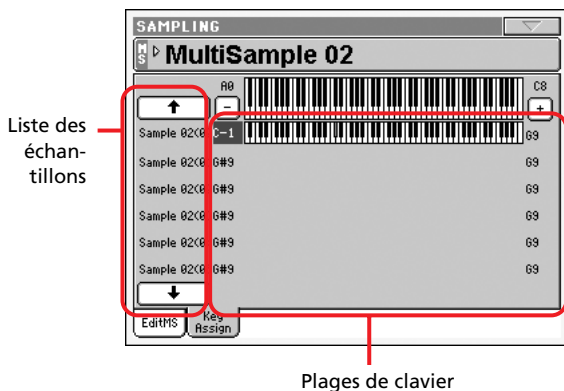 SAMPLING
MS MultiSample 02
A0 C8
- +
Liste des
échan-
tillons
Sample 02(0 C-1 G9
Sample 02(0 G#9 G9
Sample 02(0 G#9 G9
Sample 02(0 G#9 G9
Sample 02(0 G#9 G9
Sample 02(0 G#9 G9
EditMS Key
Assign
Plages de clavier